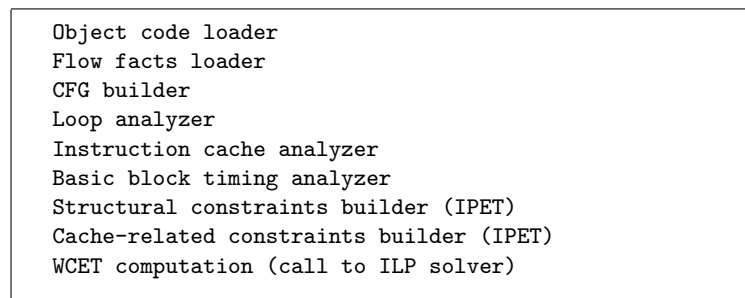 Object code loader
Flow facts loader
CFG builder
Loop analyzer
Instruction cache analyzer
Basic block timing analyzer
Structural constraints builder (IPET)
Cache-related constraints builder (IPET)
WCET computation (call to ILP solver)